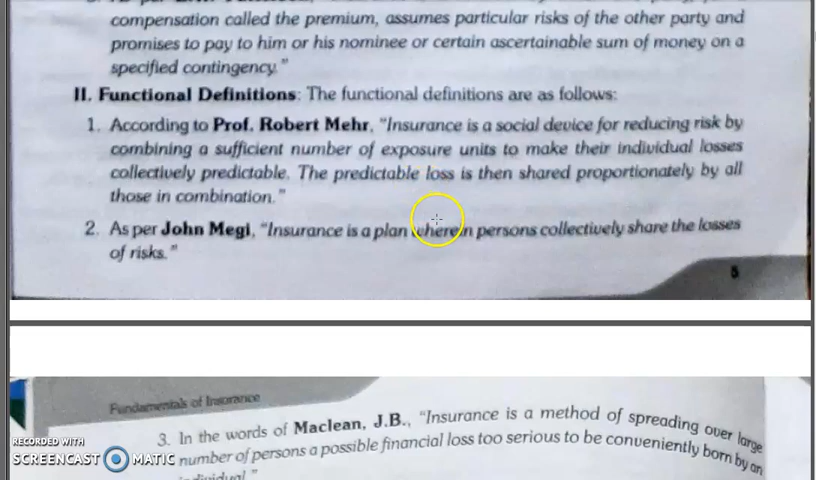 compensation called the premium, assumes particular risks of the other party and
promises to pay to him or his nominee or certain ascertainable sum of money on a
specified contingency."
II. Functional Definitions: The functional definitions are as follows:
1. According to Prof. Robert Mehr, "Insurance is a social device for reducing risk by
combining a sufficient number of exposure units to make their individual losses
collectively predictable. The predictable loss is then shared proportionately by all
those in combination."
2. As per John Megi, "Insurance is a plan wherein persons collectively share the losses
of risks."
5
Fundamentals of Insurance
3. In the words of Maclean, J.B., "Insurance is a method of spreading over large
number of persons a possible financial loss too serious to be conveniently born by an
individual."
RECORDED WITH
SCREENCAST MATIC